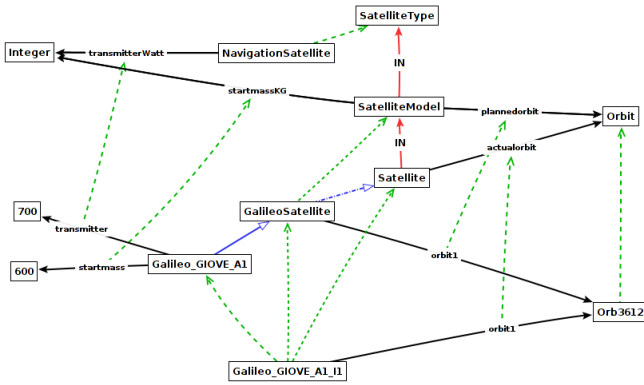 SatelliteType
Integer
transmitterWatt
NavigationSatellite
IN
startmassKG
SatelliteModel
plannedorbit
Orbit
IN
actualorbit
Satellite
700
GalileoSatellite
transmitter
orbit1
600
startmass
Galileo_GIOVE_A1
Orb3612
orbit1
Galileo_GIOVE_A1_I1